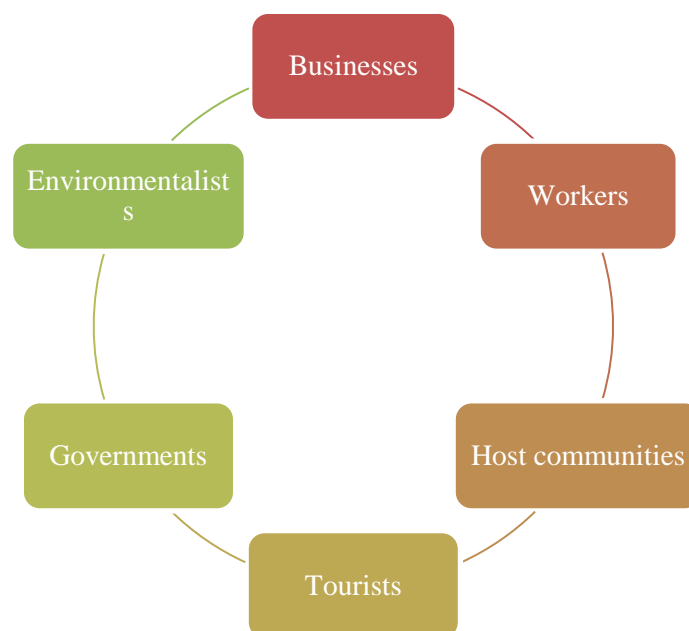 Businesses
Workers
Host communities
Tourists
Governments
Environmentalist
s